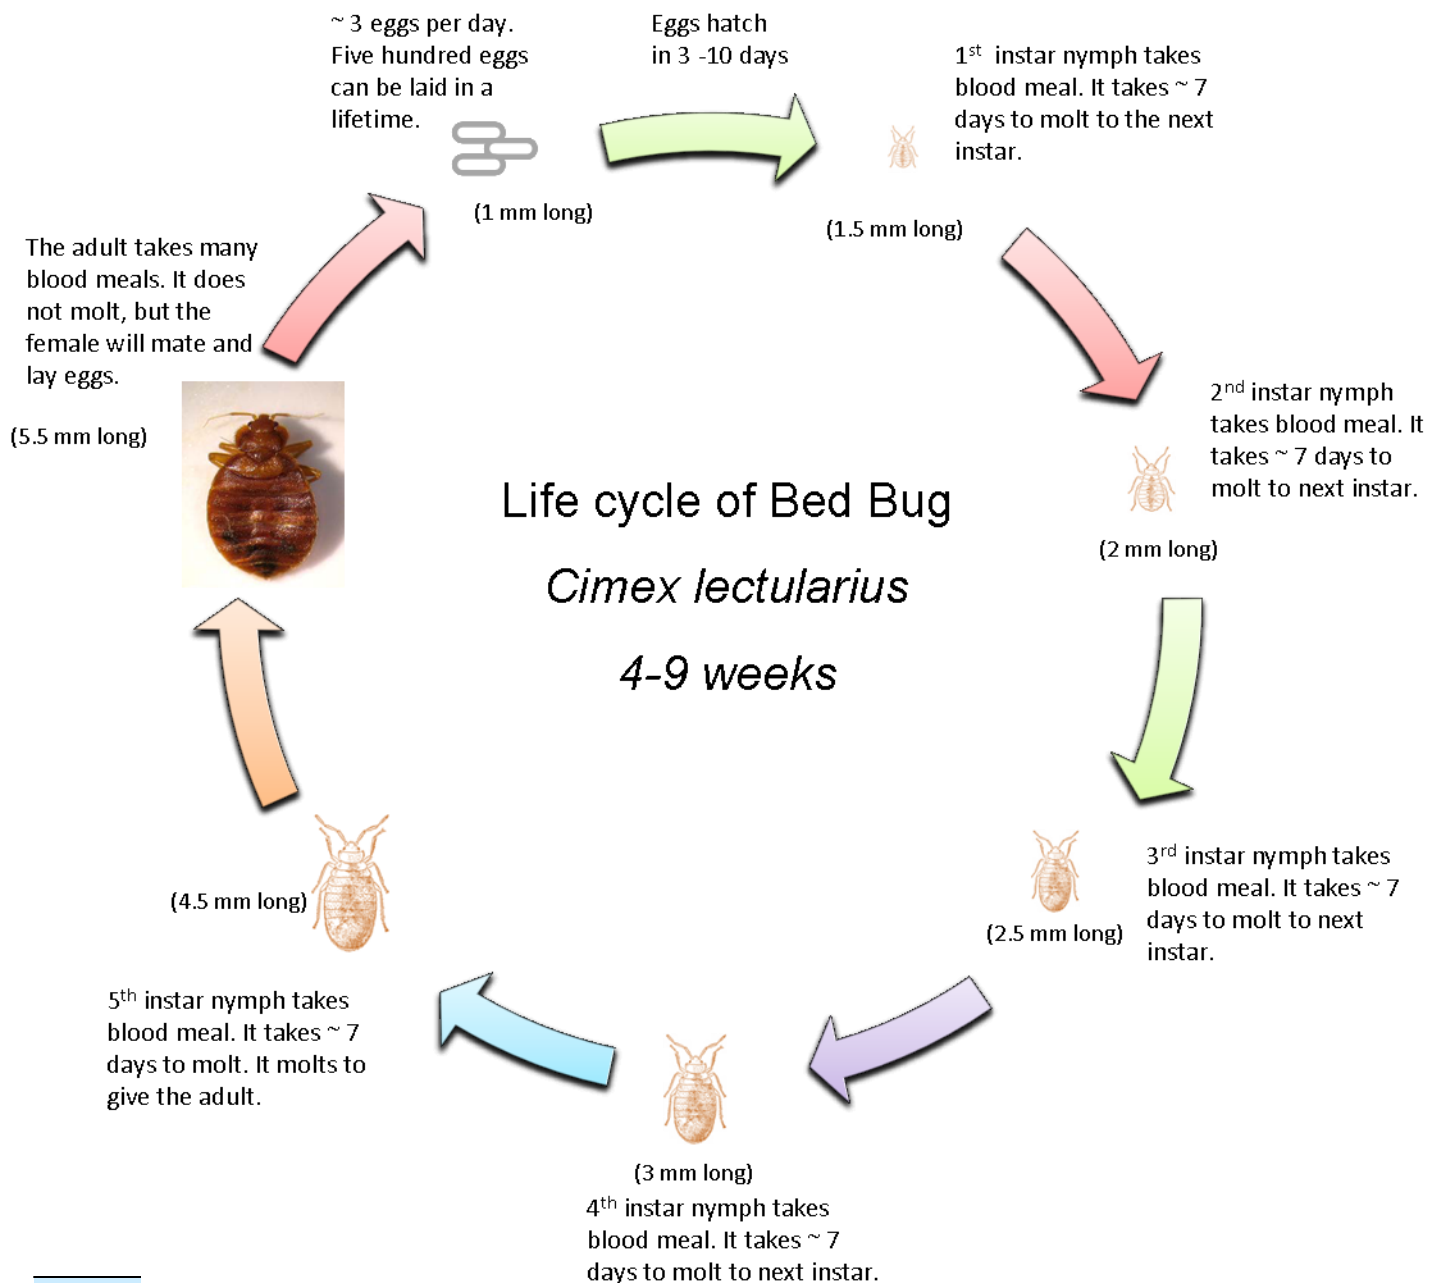 ~ 3 eggs per day.
Five hundred eggs
can be laid in a
lifetime.
(1 mm long)
Eggs hatch
in 3 -10 days
1st instar nymph takes
blood meal. It takes ~ 7
days to molt to the next
instar.
(1.5 mm long)
2nd instar nymph
takes blood meal. It
takes ~ 7 days to
molt to next instar.
(2 mm long)
3rd instar nymph takes
blood meal. It takes ~ 7
days to molt to next
instar.
(2.5 mm long)
(3 mm long)
4th instar nymph takes
blood meal. It takes ~ 7
days to molt to next instar.
(4.5 mm long)
5th instar nymph takes
blood meal. It takes ~ 7
days to molt. It molts to
give the adult.
The adult takes many
blood meals. It does
not molt, but the
female will mate and
lay eggs.
(5.5 mm long)
Life cycle of Bed Bug
Cimex lectularius
4-9 weeks